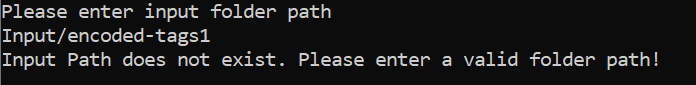 Please enter input folder path
Input/encoded-tags1
Input Path does not exist. Please enter a valid folder path!